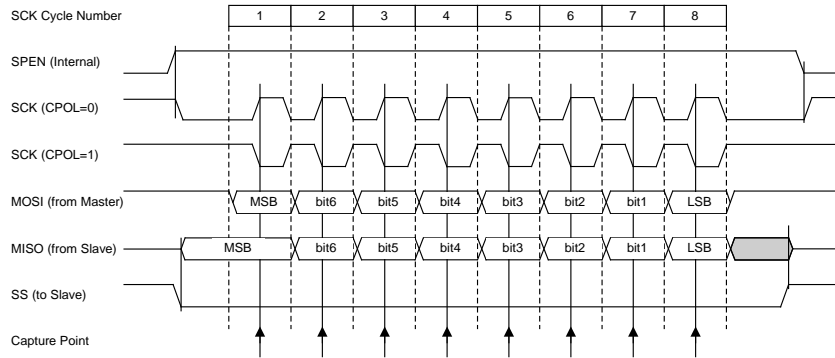 SCK Cycle Number 1 2 3 4 5 6 7 8
SPEN (Internal)
SCK (CPOL=0)
SCK (CPOL=1)
MOSI (from Master) MSB bit6 bit5 bit4 bit3 bit2 bit1 LSB
MISO (from Slave) MSB bit6 bit5 bit4 bit3 bit2 bit1 LSB
SS (to Slave)
Capture Point